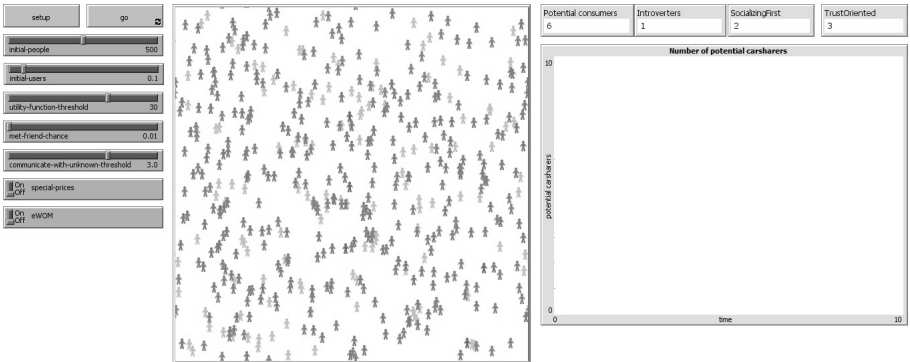 setup
go
initial-people 500
initial-users 0.1
utility-function-threshold 30
met-friend-chance 0.01
communicate-with-unknown-threshold 3.0
On
Off
special-prices
On
Off
eWOM
Potential consumers
6
Introverters
1
SocializingFirst
2
TrustOriented
3
Number of potential carsharers
10
potential carsharers
0
0
time
10